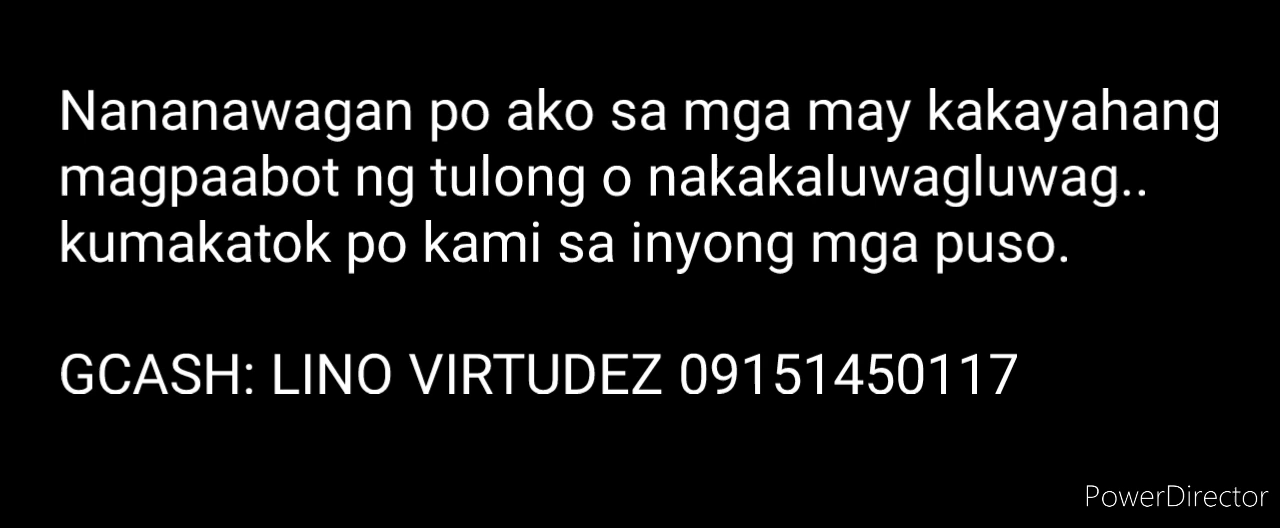 Nananawagan po ako sa mga may kakayahang
magpaabot ng tulong o nakakaluwagluwag..
kumakatok po kami sa inyong mga puso.
GCASH: LINO VIRTUDEZ 09151450117
PowerDirector